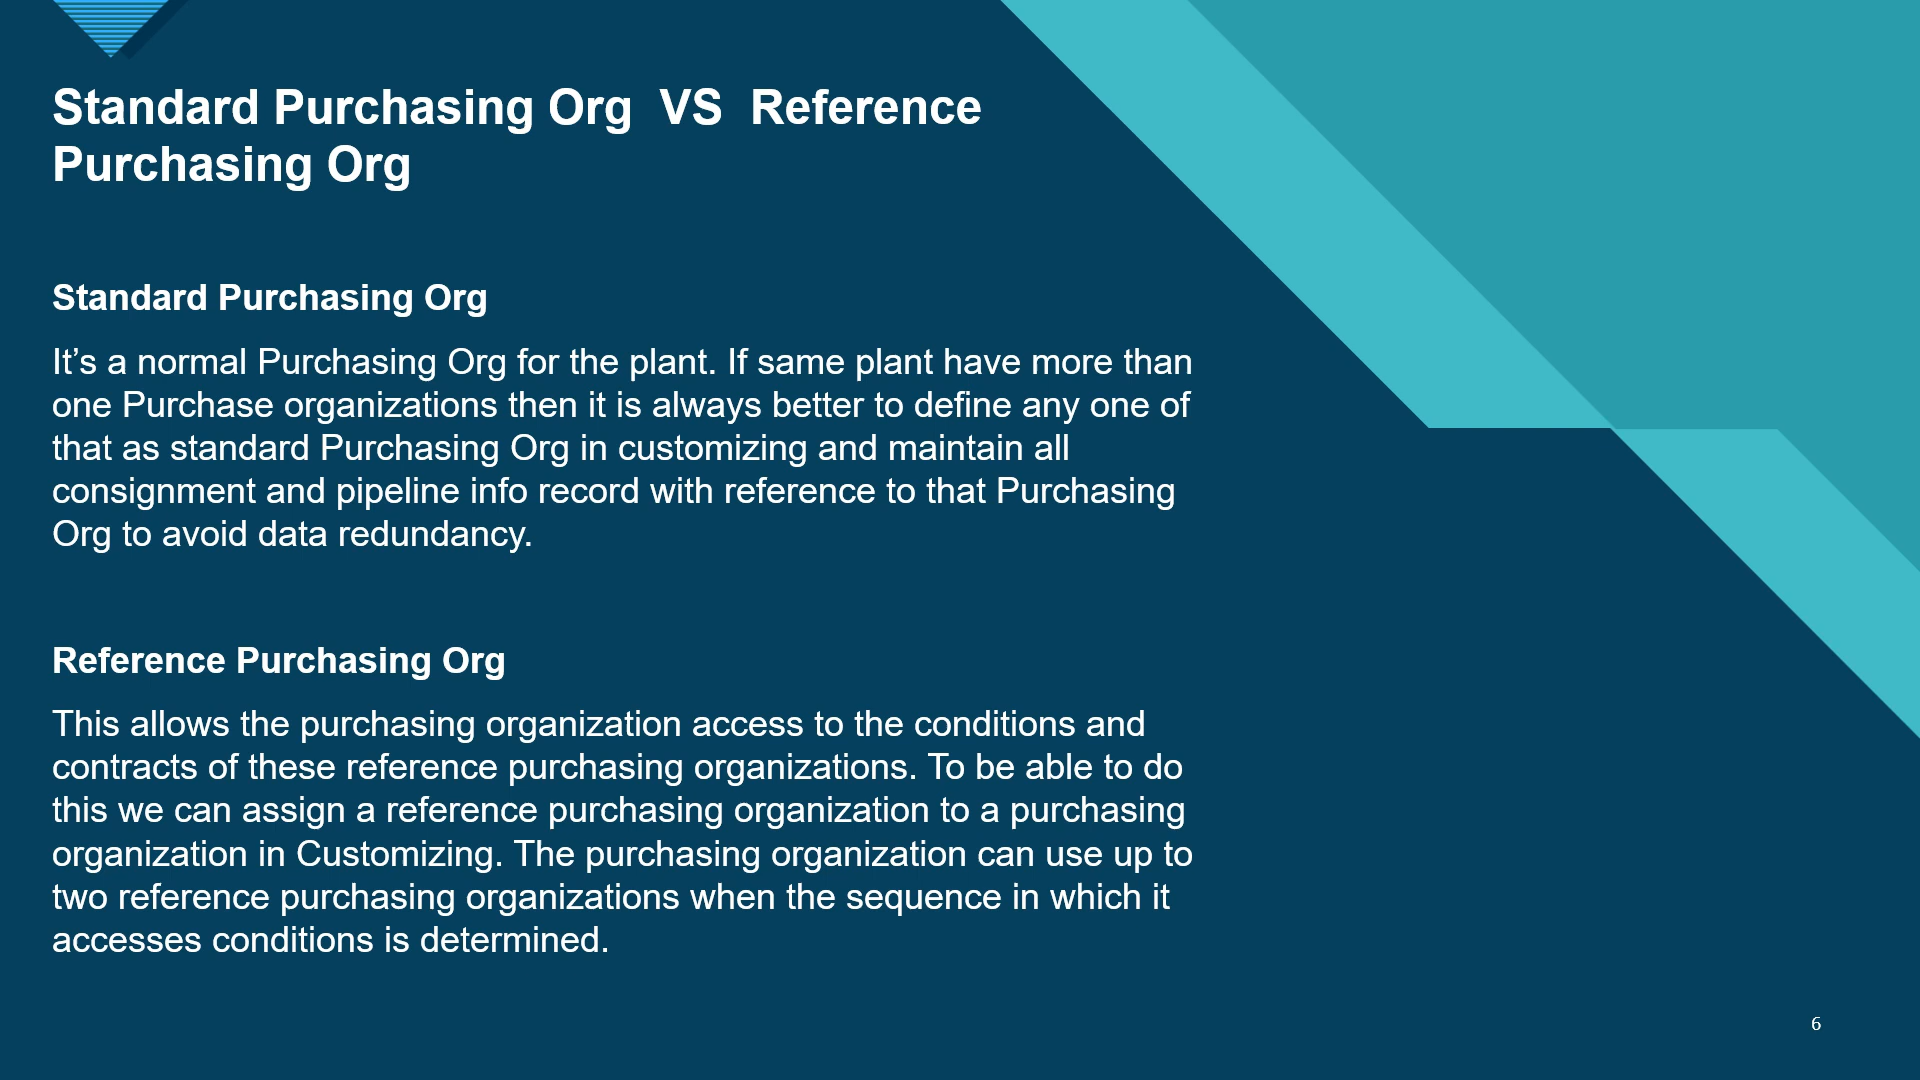 Standard Purchasing Org  VS  Reference
Purchasing Org
Standard Purchasing Org
It’s a normal Purchasing Org for the plant. If same plant have more than
one Purchase organizations then it is always better to define any one of
that as standard Purchasing Org in customizing and maintain all
consignment and pipeline info record with reference to that Purchasing
Org to avoid data redundancy.
Reference Purchasing Org
This allows the purchasing organization access to the conditions and
contracts of these reference purchasing organizations. To be able to do
this we can assign a reference purchasing organization to a purchasing
organization in Customizing. The purchasing organization can use up to
two reference purchasing organizations when the sequence in which it
accesses conditions is determined.
6